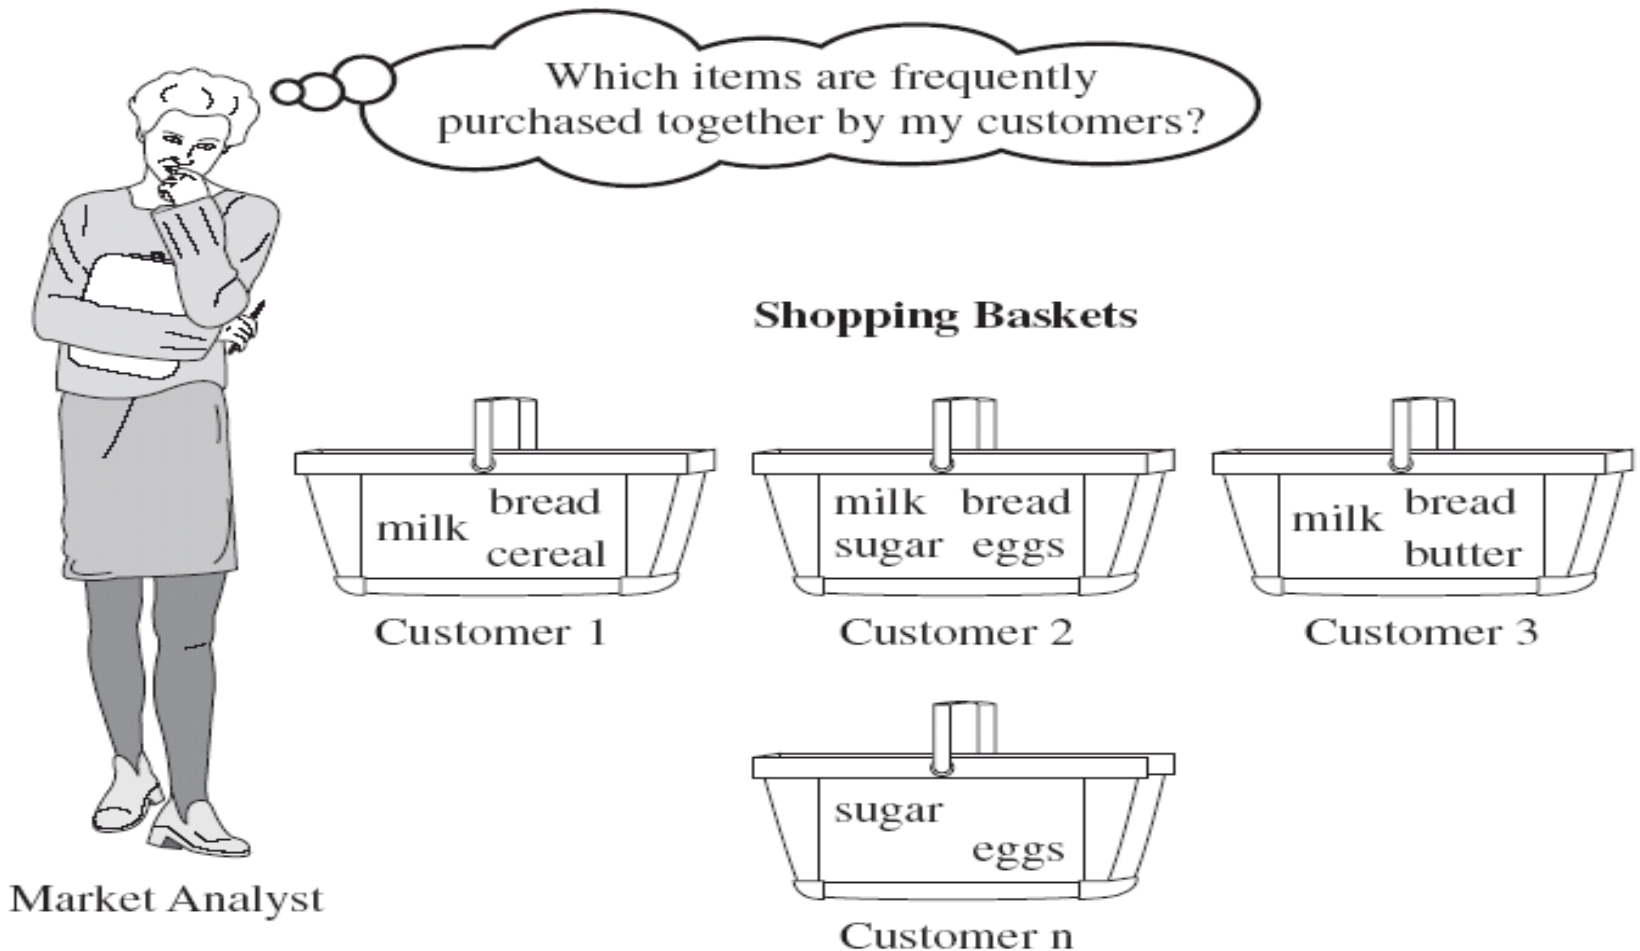 Which items are frequently
purchased together by my customers?
Shopping Baskets
milk bread
cereal
Customer 1
milk bread
sugar eggs
Customer 2
milk bread
butter
Customer 3
sugar
eggs
Customer n
Market Analyst